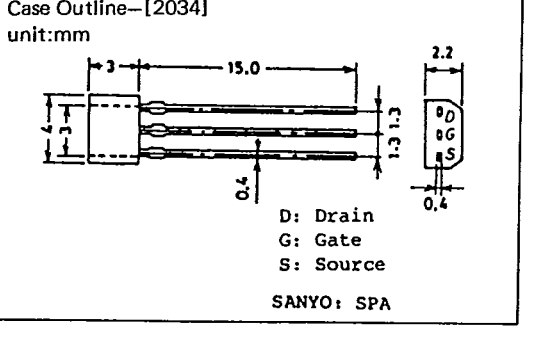 Case Outline—[2034]
unit:mm
3
15.0
2.2
4
3
1.3
1.3
0.4
D
G
S
0.4
D: Drain
G: Gate
S: Source
SANYO: SPA